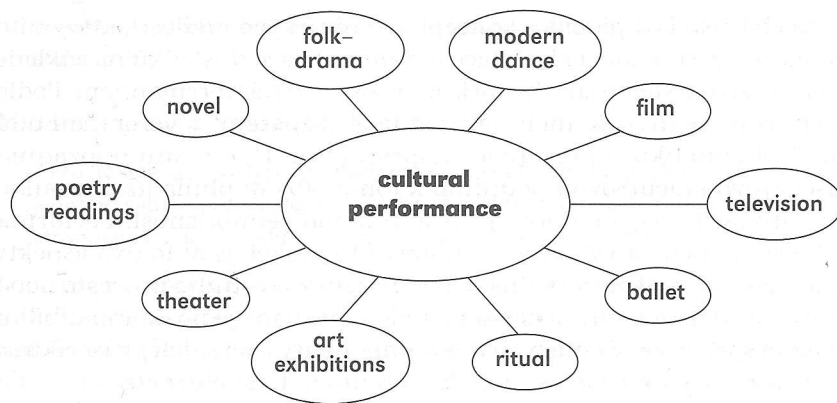 folk–
drama
modern
dance
novel
film
cultural
performance
poetry
readings
television
theater
ballet
art
exhibitions
ritual